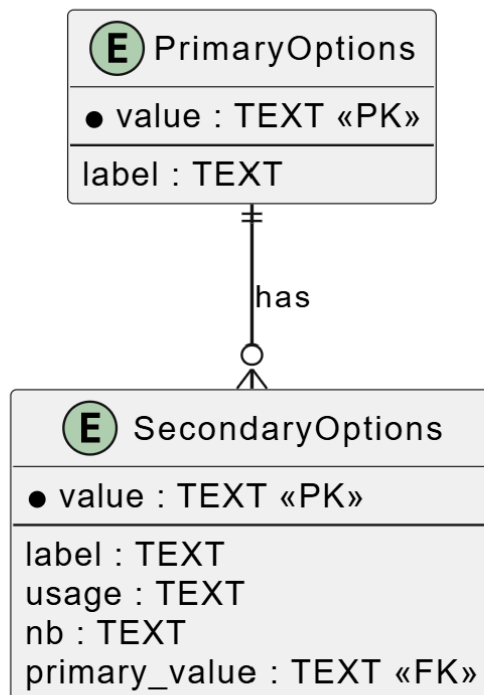 E PrimaryOptions
● value : TEXT «PK»
label : TEXT
has
E SecondaryOptions
● value : TEXT «PK»
label : TEXT
usage : TEXT
nb : TEXT
primary_value : TEXT «FK»